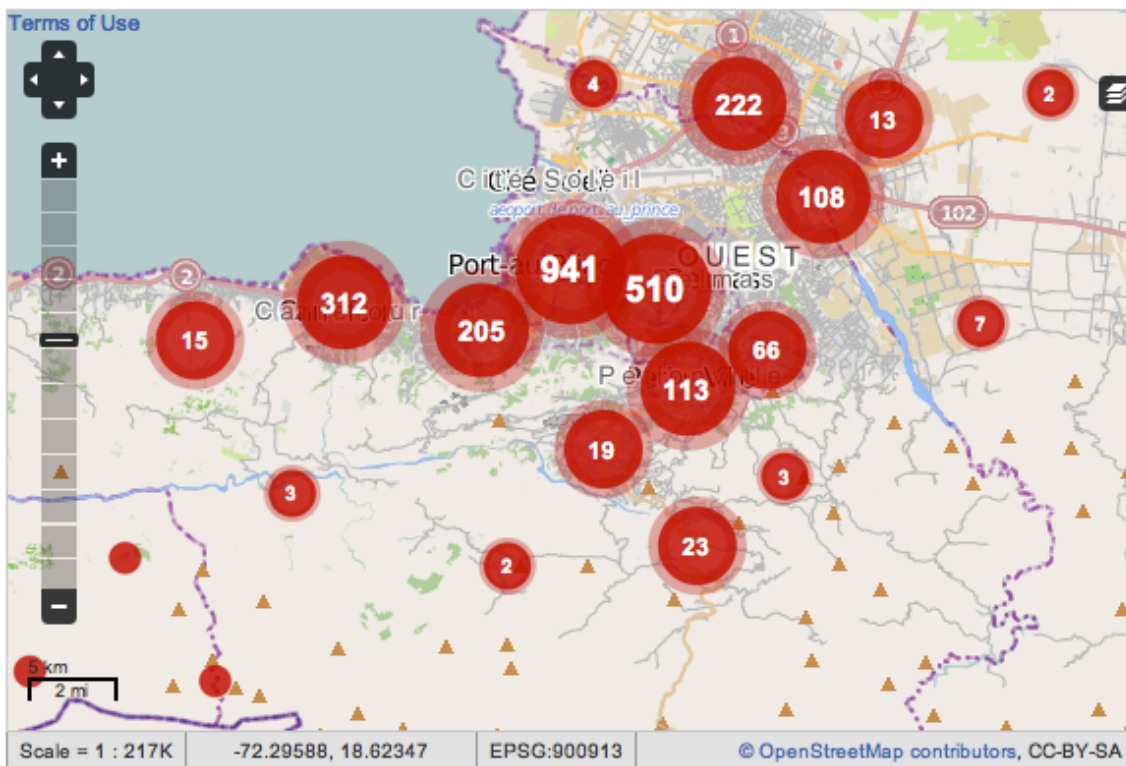 Terms of Use
1
4
222
13
2
108
102
aeoport de port au prince
OUEST
941
510
Port-au
2
2
312
205
15
7
66
113
19
3
3
23
2
5 km
2 mi
Scale = 1 : 217K
-72.29588, 18.62347
EPSG:900913
© OpenStreetMap contributors, CC-BY-SA